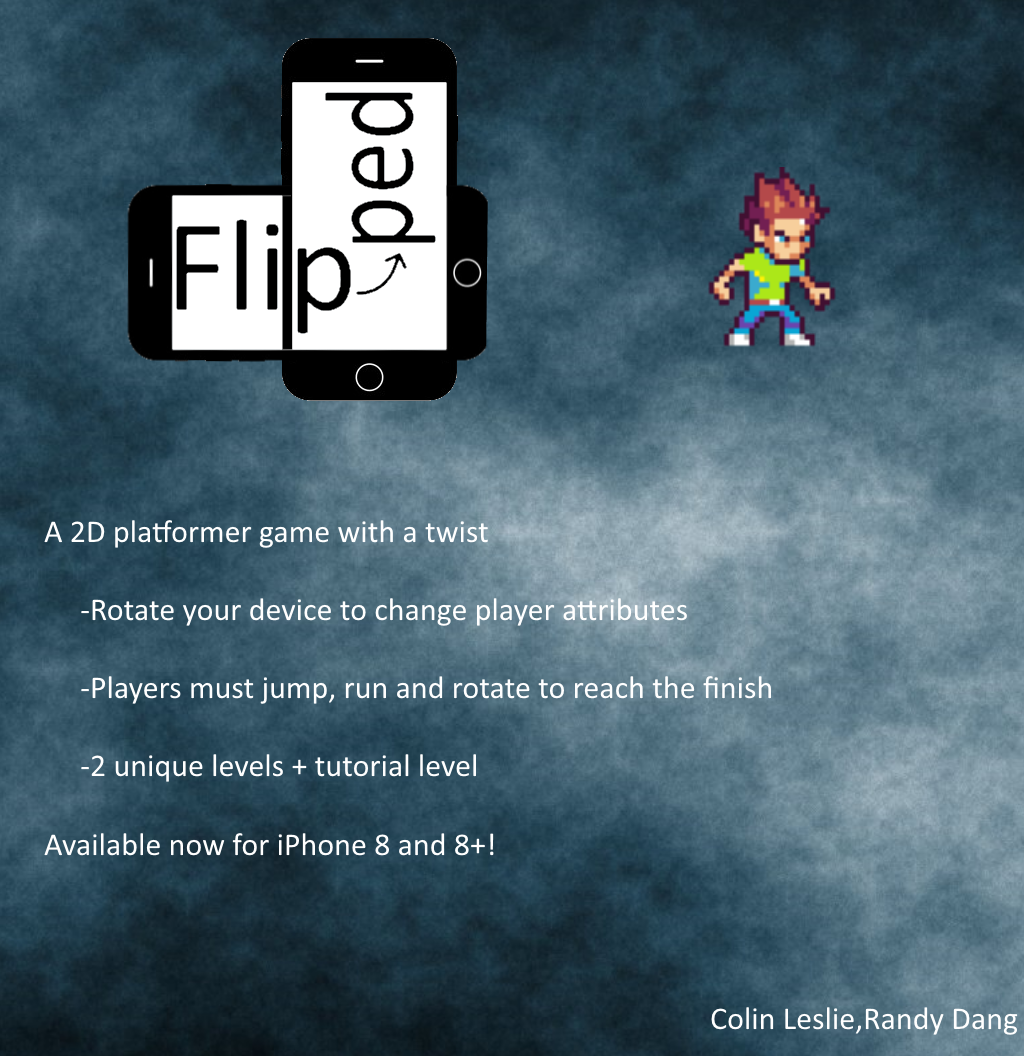 Flip
ped
A 2D platformer game with a twist
-Rotate your device to change player attributes
-Players must jump, run and rotate to reach the finish
-2 unique levels + tutorial level
Available now for iPhone 8 and 8+!
Colin Leslie,Randy Dang